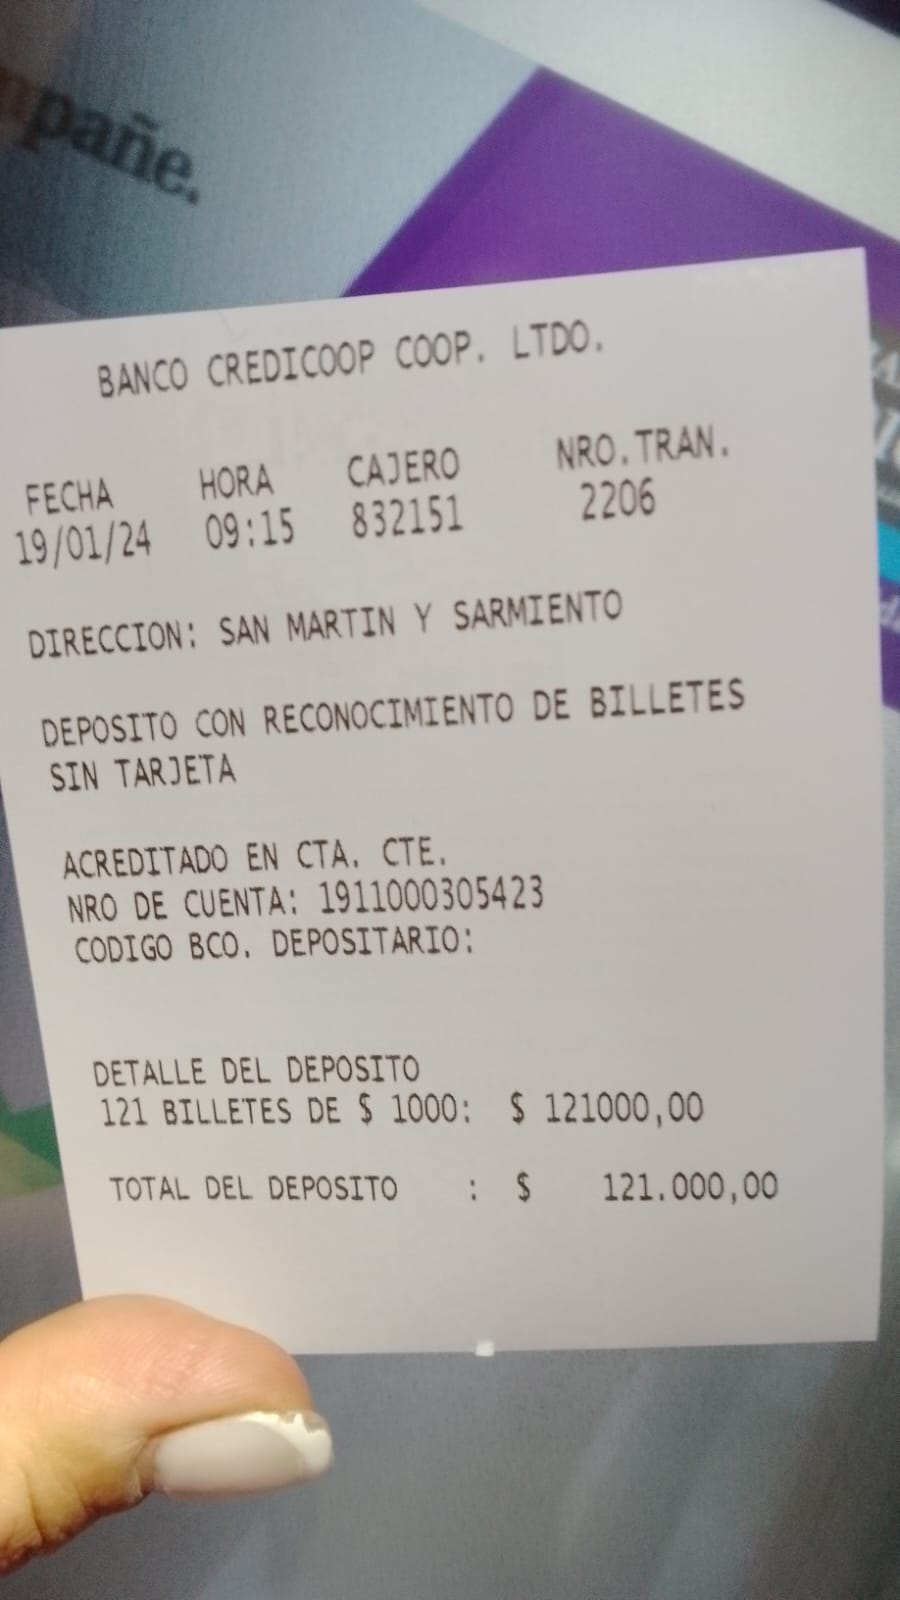 pañe.
BANCO CREDICOOP COOP. LTDO.
FECHA HORA CAJERO NRO.TRAN.
19/01/24 09:15 832151 2206
DIRECCION: SAN MARTIN Y SARMIENTO
DEPOSITO CON RECONOCIMIENTO DE BILLETES
SIN TARJETA
ACREDITADO EN CTA. CTE.
NRO DE CUENTA: 1911000305423
CODIGO BCO. DEPOSITARIO:
DETALLE DEL DEPOSITO
121 BILLETES DE $ 1000: $ 121000,00
TOTAL DEL DEPOSITO : $ 121.000,00